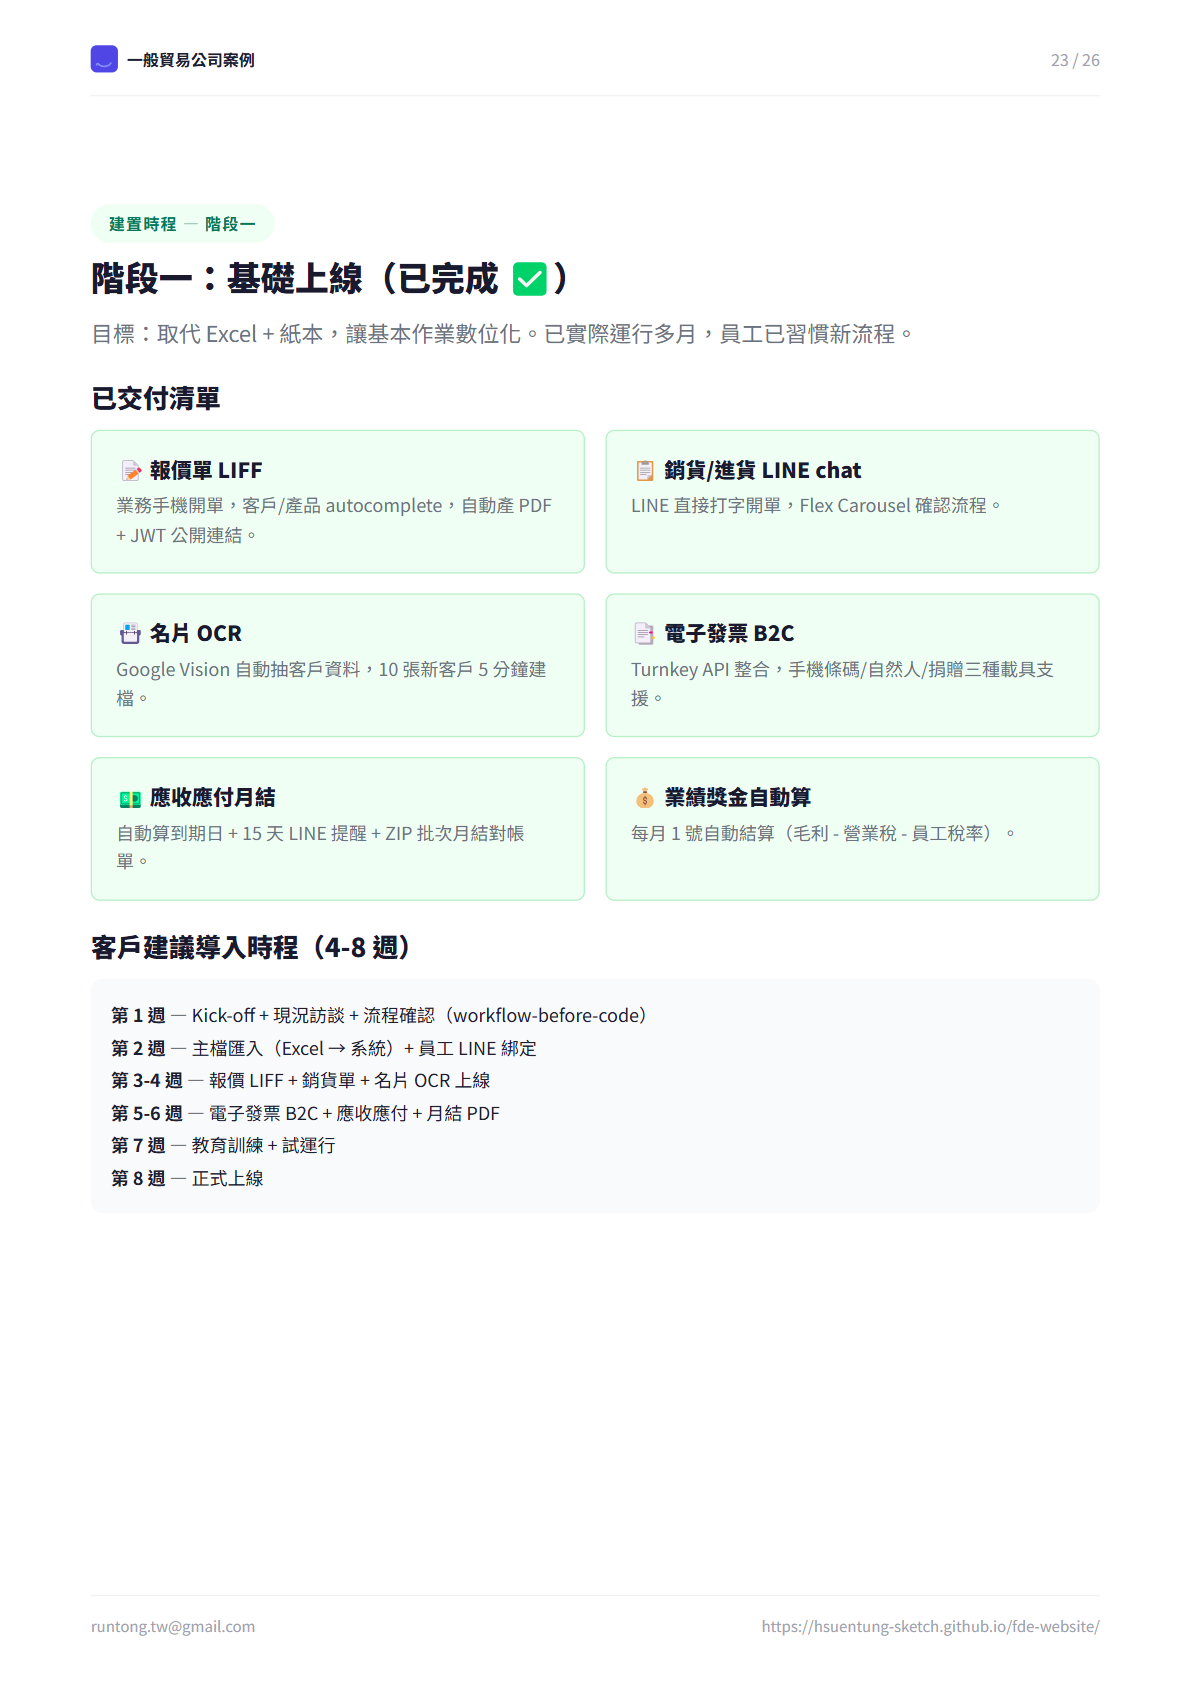 一般貿易公司案例
23 / 26
建置時程 — 階段一
階段一：基礎上線（已完成 ✅）
目標：取代 Excel + 紙本，讓基本作業數位化。已實際運行多月，員工已習慣新流程。
已交付清單
📝 報價單 LIFF
業務手機開單，客戶/產品 autocomplete，自動產 PDF
+ JWT 公開連結。
📋 銷貨/進貨 LINE chat
LINE 直接打字開單，Flex Carousel 確認流程。
📇 名片 OCR
Google Vision 自動抽客戶資料，10 張新客戶 5 分鐘建
檔。
📑 電子發票 B2C
Turnkey API 整合，手機條碼/自然人/捐贈三種載具支
援。
💵 應收應付月結
自動算到期日 + 15 天 LINE 提醒 + ZIP 批次月結對帳
單。
💰 業績獎金自動算
每月 1 號自動結算（毛利 - 營業稅 - 員工稅率）。
客戶建議導入時程（4-8 週）
第 1 週 — Kick-off + 現況訪談 + 流程確認（workflow-before-code）
第 2 週 — 主檔匯入（Excel → 系統）+ 員工 LINE 綁定
第 3-4 週 — 報價 LIFF + 銷貨單 + 名片 OCR 上線
第 5-6 週 — 電子發票 B2C + 應收應付 + 月結 PDF
第 7 週 — 教育訓練 + 試運行
第 8 週 — 正式上線
runtong.tw@gmail.com
https://hsuentung-sketch.github.io/fde-website/